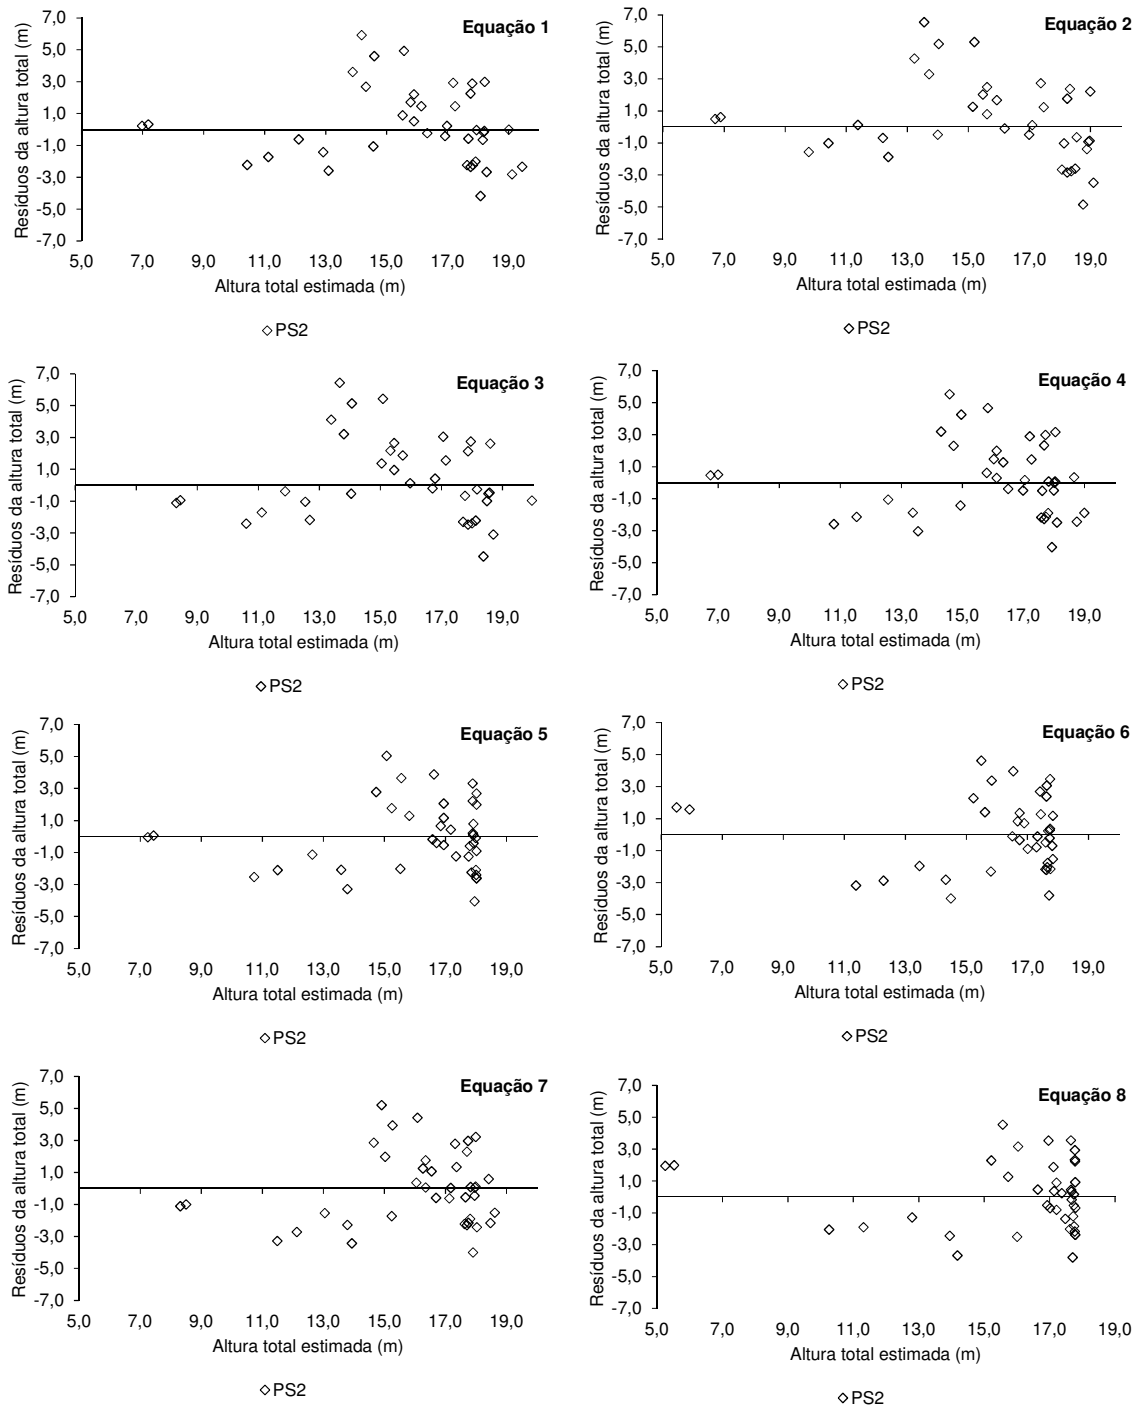 Equação 1
Resíduos da altura total (m)
7,0
5,0
3,0
1,0
-1,0
-3,0
-5,0
-7,0
5,0 7,0 9,0 11,0 13,0 15,0 17,0 19,0
Altura total estimada (m)
PS2
Equação 2
Resíduos da altura total (m)
7,0
5,0
3,0
1,0
-1,0
-3,0
-5,0
-7,0
5,0 7,0 9,0 11,0 13,0 15,0 17,0 19,0
Altura total estimada (m)
PS2
Equação 3
Resíduos da altura total (m)
7,0
5,0
3,0
1,0
-1,0
-3,0
-5,0
-7,0
5,0 7,0 9,0 11,0 13,0 15,0 17,0 19,0
Altura total estimada (m)
PS2
Equação 4
Resíduos da altura total (m)
7,0
5,0
3,0
1,0
-1,0
-3,0
-5,0
-7,0
5,0 7,0 9,0 11,0 13,0 15,0 17,0 19,0
Altura total estimada (m)
PS2
Equação 5
Resíduos da altura total (m)
7,0
5,0
3,0
1,0
-1,0
-3,0
-5,0
-7,0
5,0 7,0 9,0 11,0 13,0 15,0 17,0 19,0
Altura total estimada (m)
PS2
Equação 6
Resíduos da altura total (m)
7,0
5,0
3,0
1,0
-1,0
-3,0
-5,0
-7,0
5,0 7,0 9,0 11,0 13,0 15,0 17,0 19,0
Altura total estimada (m)
PS2
Equação 7
Resíduos da altura total (m)
7,0
5,0
3,0
1,0
-1,0
-3,0
-5,0
-7,0
5,0 7,0 9,0 11,0 13,0 15,0 17,0 19,0
Altura total estimada (m)
PS2
Equação 8
Resíduos da altura total (m)
7,0
5,0
3,0
1,0
-1,0
-3,0
-5,0
-7,0
5,0 7,0 9,0 11,0 13,0 15,0 17,0 19,0
Altura total estimada (m)
PS2